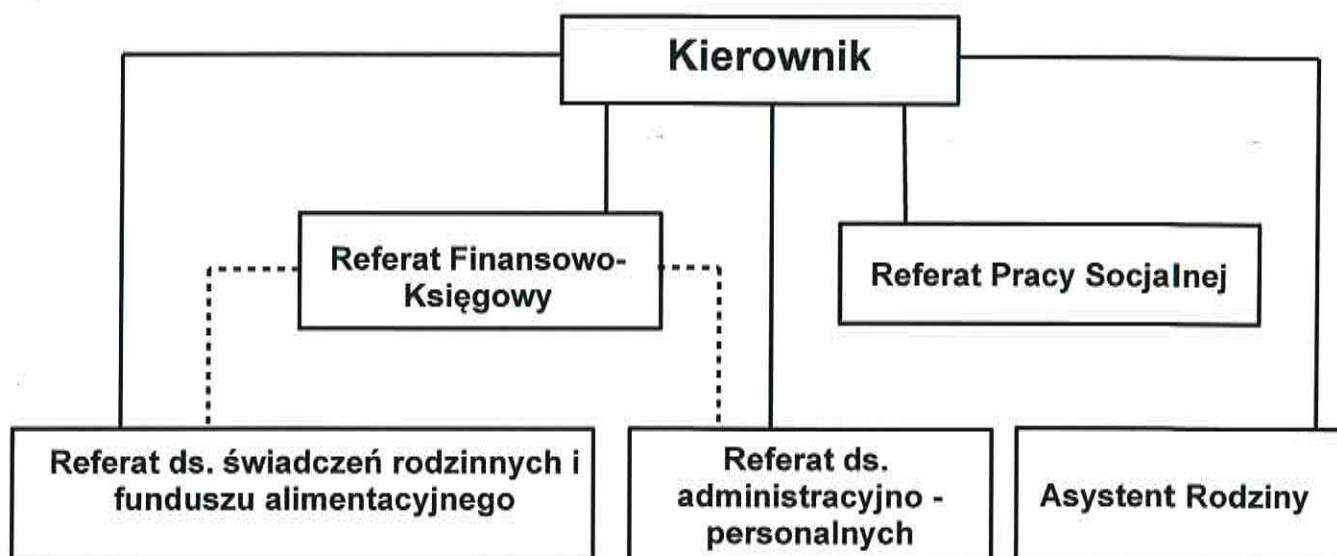 Kierownik
Referat Finansowo-
Księgowy
Referat Pracy Socjalnej
Referat ds. świadczeń rodzinnych i
funduszu alimentacyjnego
Referat ds.
administracyjno -
personalnych
Asystent Rodziny